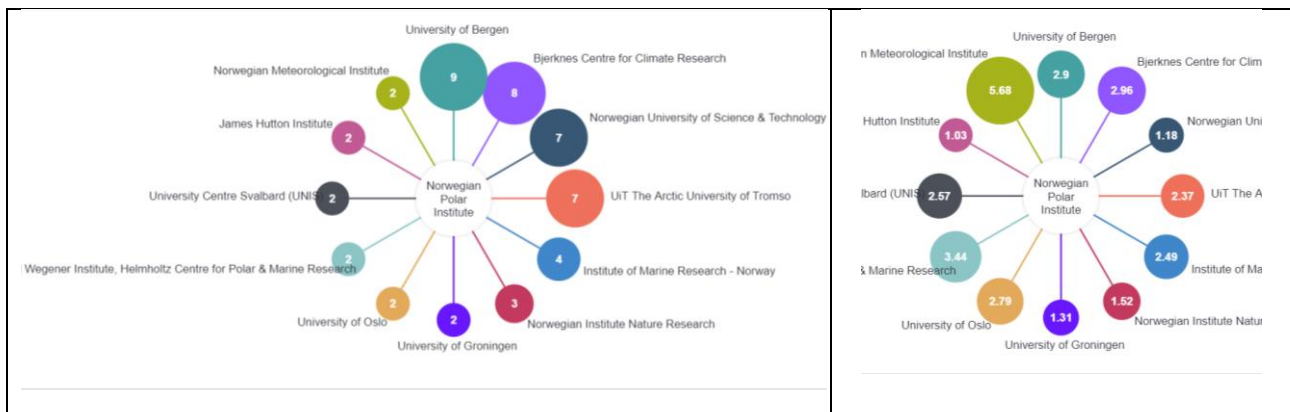 University of Bergen
9
Bjerknes Centre for Climate Research
8
Norwegian Meteorological Institute
2
Norwegian University of Science & Technology
7
James Hutton Institute
2
University Centre Svalbard (UNIS)
2
Norwegian
Polar
Institute
UiT The Arctic University of Tromso
7
Wegener Institute, Helmholtz Centre for Polar & Marine Research
2
Institute of Marine Research - Norway
4
University of Oslo
2
Norwegian Institute Nature Research
3
2
University of Groningen
University of Bergen
2.9
n Meteorological Institute
5.68
Bjerknes Centre for Clim
2.96
Hutton Institute
1.03
Norwegian Uni
1.18
lbard (UNIS)
2.57
Norwegian
Polar
Institute
UiT The A
2.37
& Marine Research
3.44
Institute of Ma
2.49
University of Oslo
2.79
Norwegian Institute Natur
1.52
1.31
University of Groningen